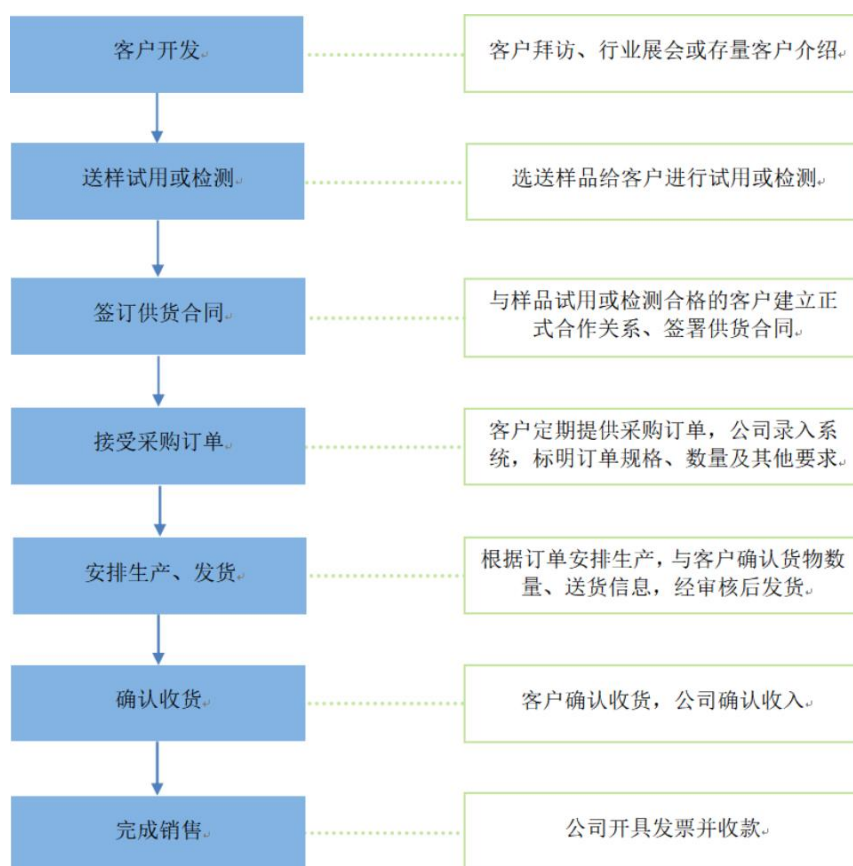 客户开发
客户拜访、行业展会或存量客户介绍
送样试用或检测
选送样品给客户进行试用或检测
签订供货合同
与样品试用或检测合格的客户建立正
式合作关系、签署供货合同
接受采购订单
客户定期提供采购订单，公司录入系
统，标明订单规格、数量及其他要求
安排生产、发货
根据订单安排生产，与客户确认货物数
量、送货信息，经审核后发货
确认收货
客户确认收货，公司确认收入
完成销售
公司开具发票并收款